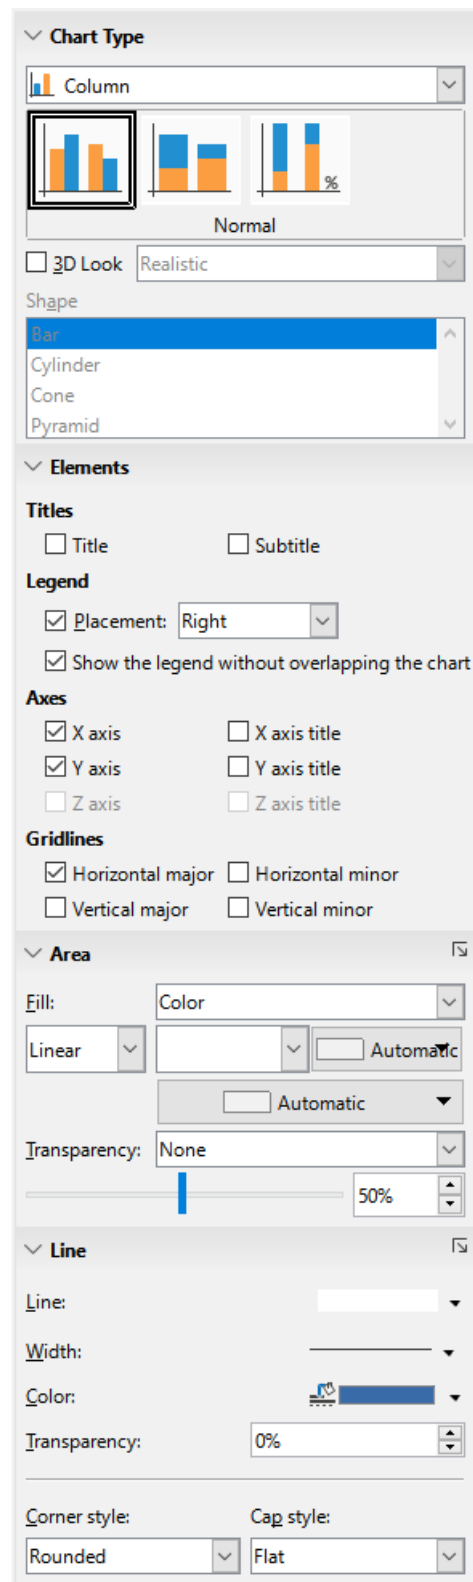 Chart Type
Column
%
Normal
3D Look Realistic
Shape
Bar
Cylinder
Cone
Pyramid
Elements
Titles
Title Subtitle
Legend
Placement: Right
Show the legend without overlapping the chart
Axes
X axis X axis title
Y axis Y axis title
Z axis Z axis title
Gridlines
Horizontal major Horizontal minor
Vertical major Vertical minor
Area
Fill: Color
Linear Automatic
Automatic
Transparency: None
50%
Line
Line:
Width:
Color:
Transparency: 0%
Corner style: Cap style:
Rounded Flat